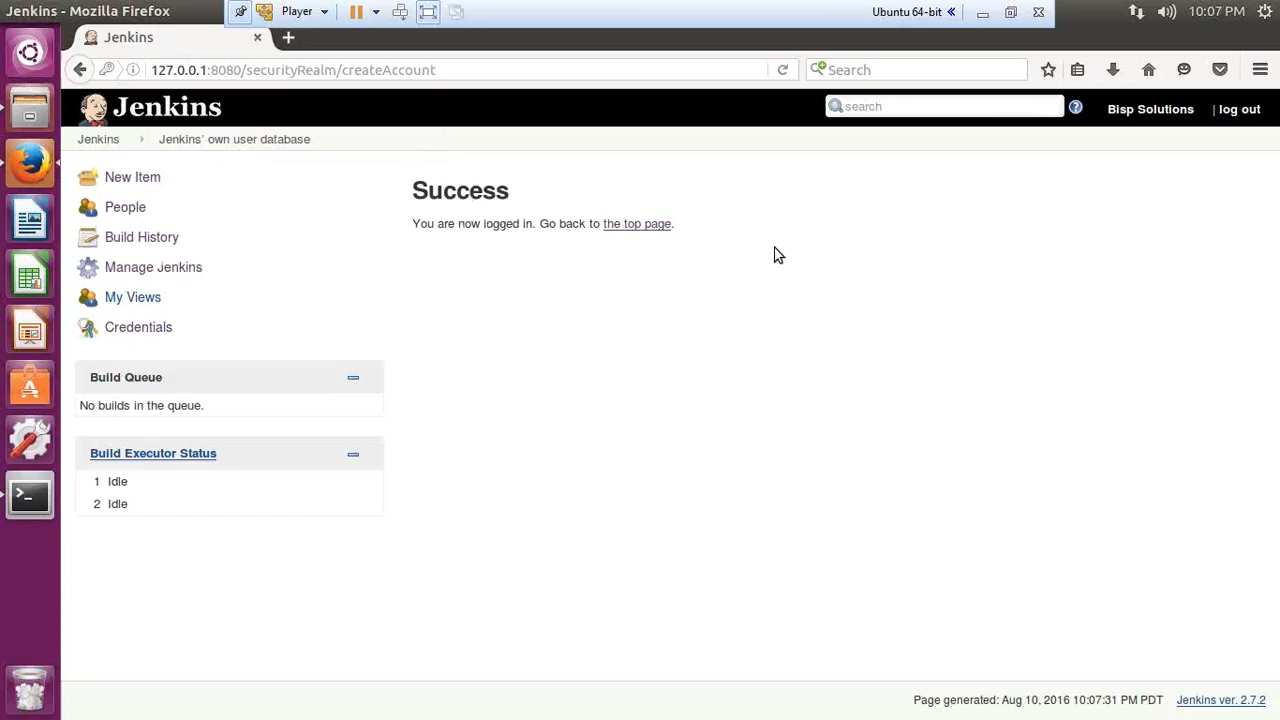 Jenkins - Mozilla Firefox
Player
Ubuntu 64-bit
10:07 PM
Jenkins
127.0.0.1:8080/securityRealm/createAccount
Search
Jenkins
search
Bisp Solutions
| log out
Jenkins
Jenkins' own user database
New Item
People
Build History
Manage Jenkins
My Views
Credentials
Success
You are now logged in. Go back to the top page.
Build Queue
No builds in the queue.
Build Executor Status
1 Idle
2 Idle
Page generated: Aug 10, 2016 10:07:31 PM PDT
Jenkins ver. 2.7.2